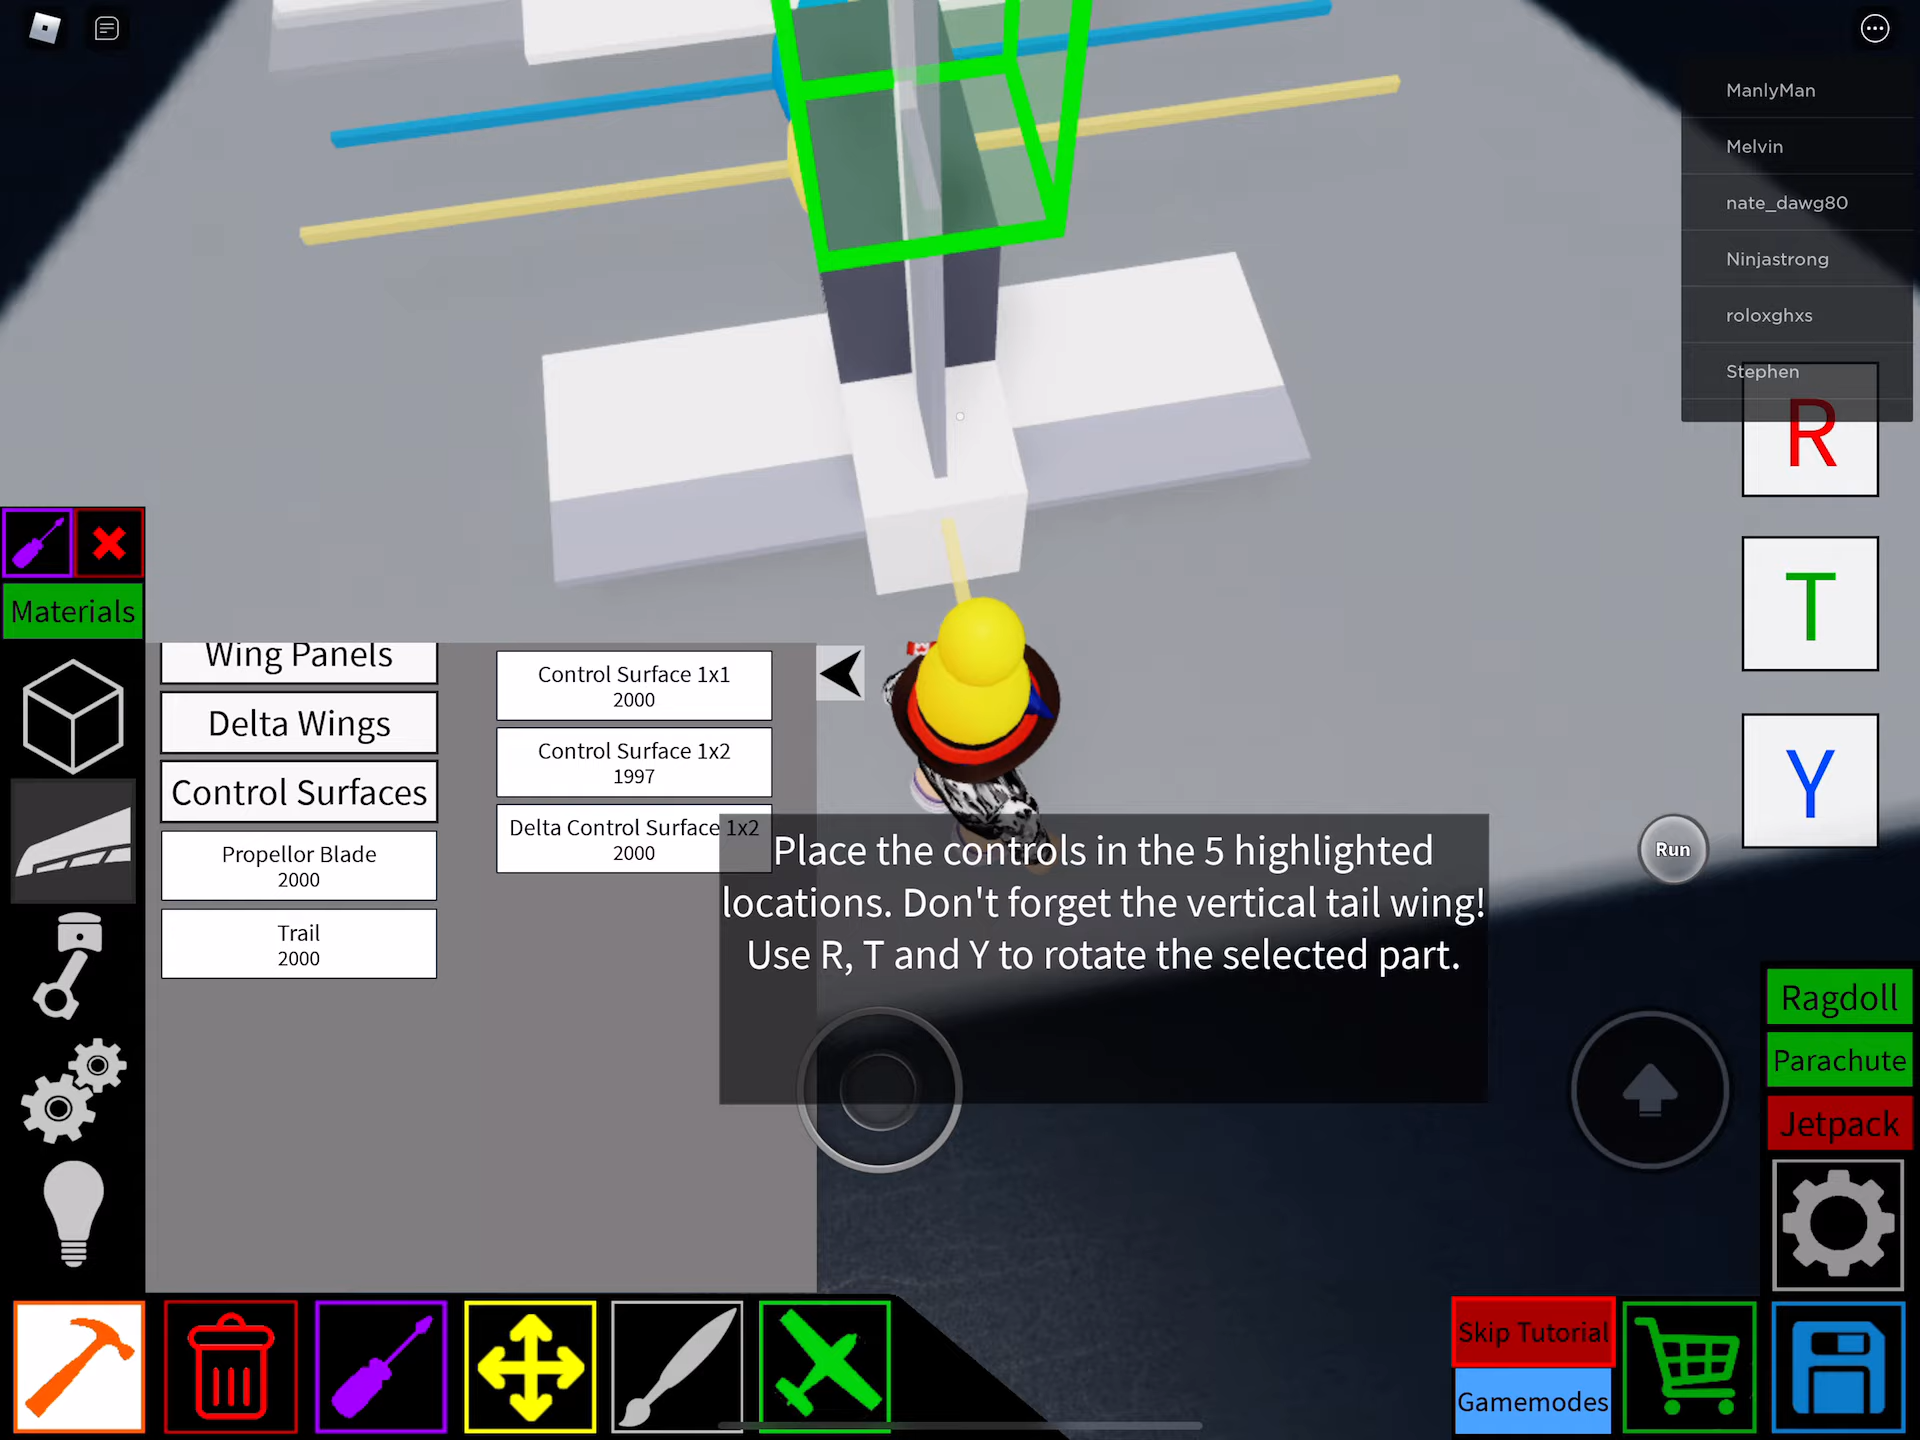 ManlyMan
Melvin
nate_dawg80
Ninjastrong
roloxghxs
Stephen
R
T
Y
Run
Materials
Wing Panels
Delta Wings
Control Surfaces
Propellor Blade
2000
Trail
2000
Control Surface 1x1
2000
Control Surface 1x2
1997
Delta Control Surface 1x2
2000
Place the controls in the 5 highlighted
locations. Don't forget the vertical tail wing!
Use R, T and Y to rotate the selected part.
Ragdoll
Parachute
Jetpack
Skip Tutorial
Gamemodes